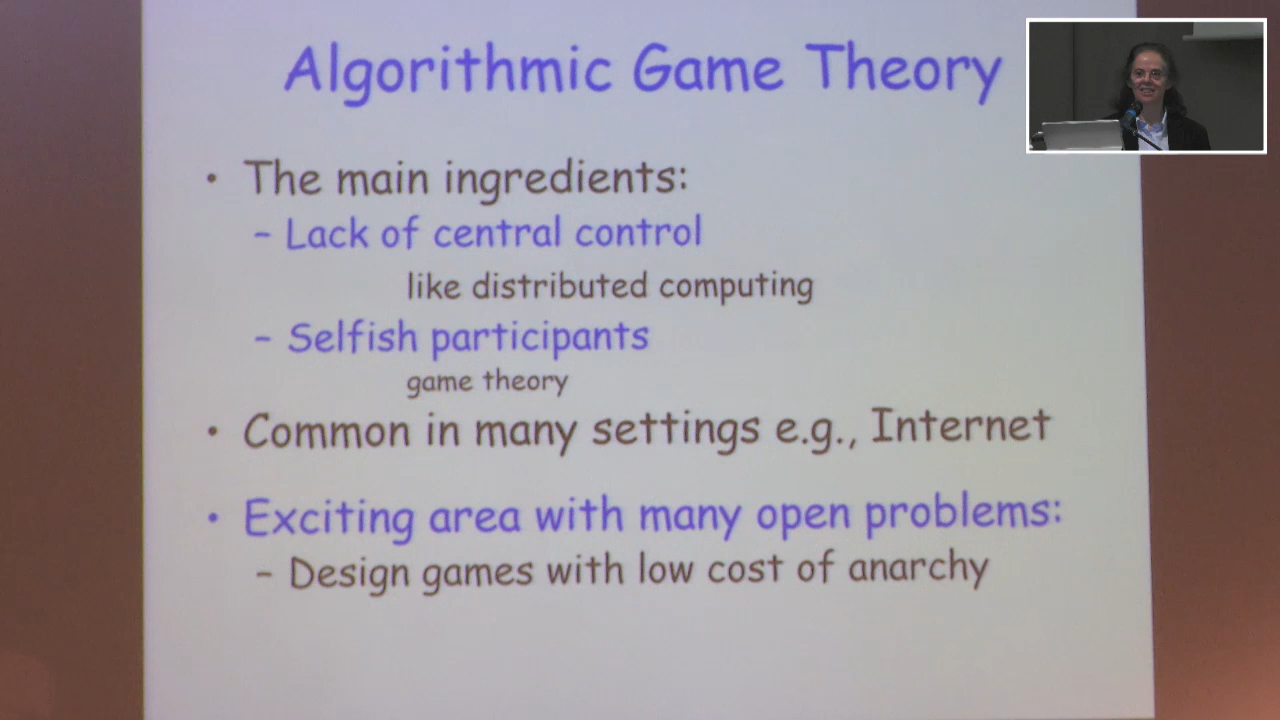 Algorithmic Game Theory
• The main ingredients:
– Lack of central control
like distributed computing
– Selfish participants
game theory
• Common in many settings e.g., Internet
• Exciting area with many open problems:
– Design games with low cost of anarchy